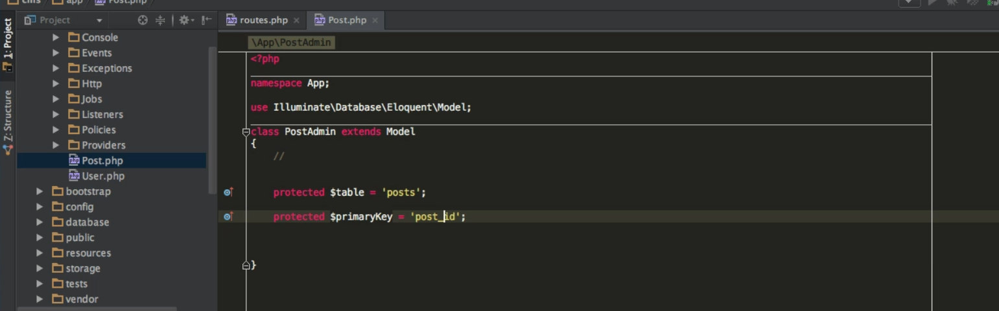 cms app Post.php
1: Project
Z: Structure
Project
Console
Events
Exceptions
Http
Jobs
Listeners
Policies
Providers
Post.php
User.php
bootstrap
config
database
public
resources
storage
tests
vendor
routes.php × Post.php ×
\App\PostAdmin
<?php
namespace App;
use Illuminate\Database\Eloquent\Model;
class PostAdmin extends Model
{
//
protected $table = 'posts';
protected $primaryKey = 'post_id';
}